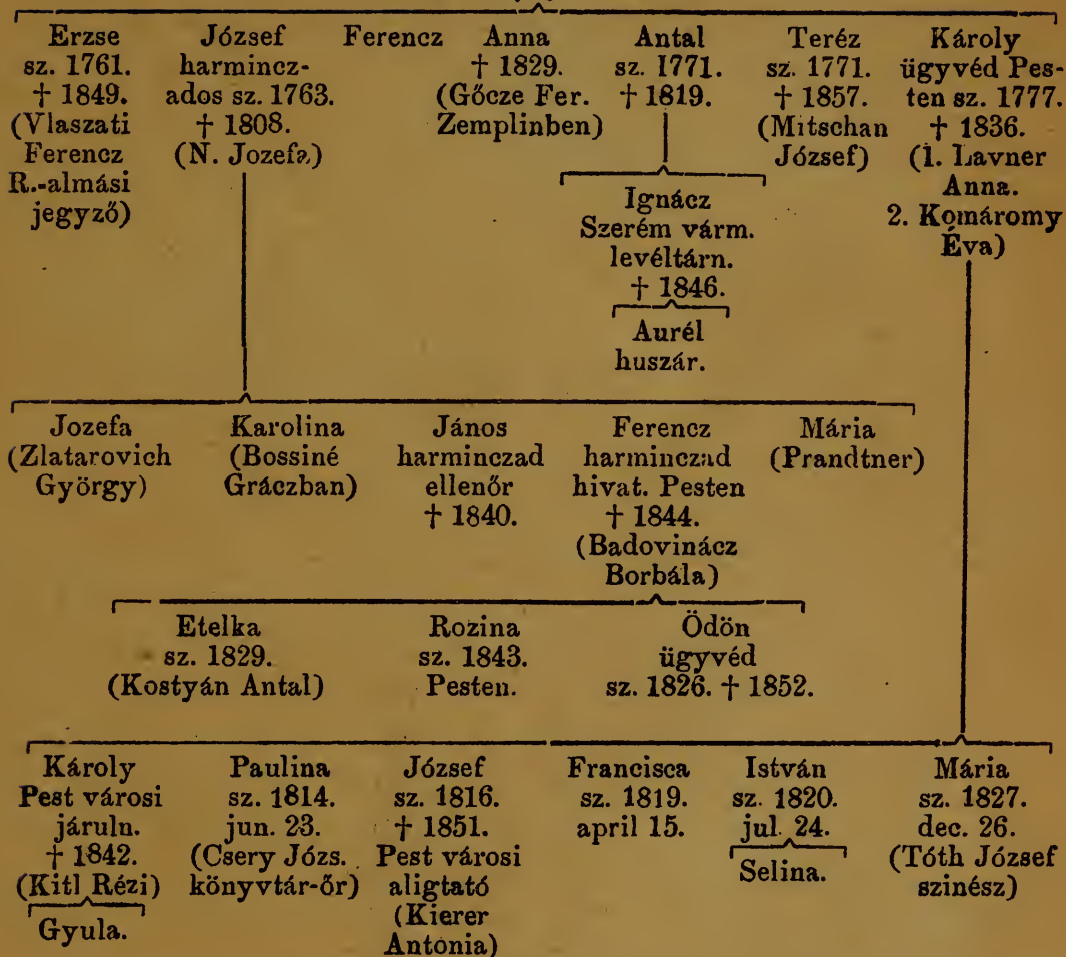 Erzse
sz. 1761.
† 1849.
(Vlaszati
Ferencz
R.-almási
jegyző)
József
harmincz-
ados sz. 1763.
† 1808.
(N. Jozefa)
Ferencz
Anna
† 1829.
(Gőcze Fer.
Zemplinben)
Antal
sz. 1771.
† 1819.
Teréz
sz. 1771.
† 1857.
(Mitschan
József)
Károly
ügyvéd Pes-
ten sz. 1777.
† 1836.
(1. Lavner
Anna.
2. Komáromy
Éva)
Ignácz
Szerém várm.
levéltárn.
† 1846.
Aurél
huszár.
Jozefa
(Zlatarovich
György)
Karolina
(Bossiné
Gráczban)
János
harminczad
ellenőr
† 1840.
Ferencz
harminczad
hivat. Pesten
† 1844.
(Badovinácz
Borbála)
Mária
(Prandtner)
Etelka
sz. 1829.
(Kostyán Antal)
Rozina
sz. 1843.
Pesten.
Ödön
ügyvéd
sz. 1826. † 1852.
Károly
Pest városi
járuln.
† 1842.
(Kitl Rézi)
Gyula.
Paulina
sz. 1814.
jun. 23.
(Csery Józs.
könyvtár-őr)
József
sz. 1816.
† 1851.
Pest városi
aligtató
(Kierer
Antónia)
Francisca
sz. 1819.
april 15.
István
sz. 1820.
jul. 24.
Selina.
Mária
sz. 1827.
dec. 26.
(Tóth József
szinész)